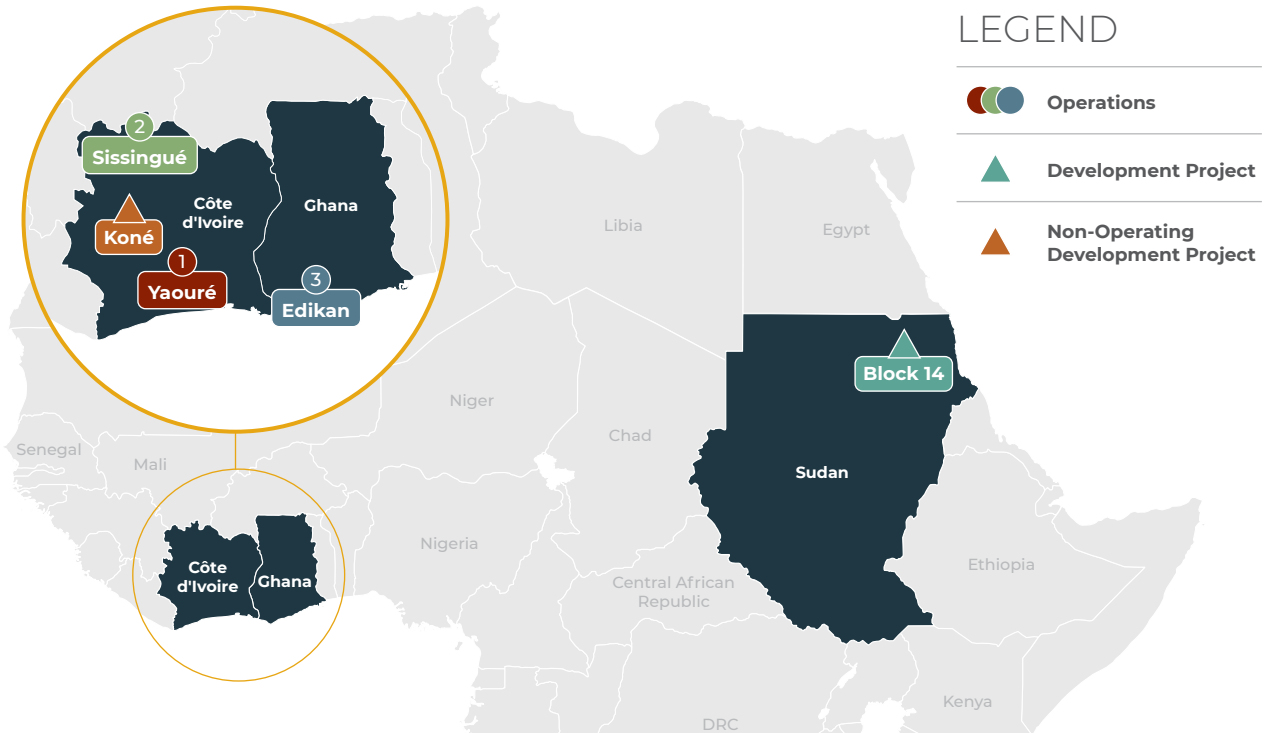 LEGEND
Operations
Development Project
Non-Operating
Development Project
2
Sissingué
Côte
d'Ivoire
Ghana
Koné
1
Yaouré
3
Edikan
Libia
Egypt
Block 14
Niger
Chad
Senegal
Mali
Sudan
Nigeria
Côte
d'Ivoire
Ghana
Central African
Republic
Ethiopia
Kenya
DRC